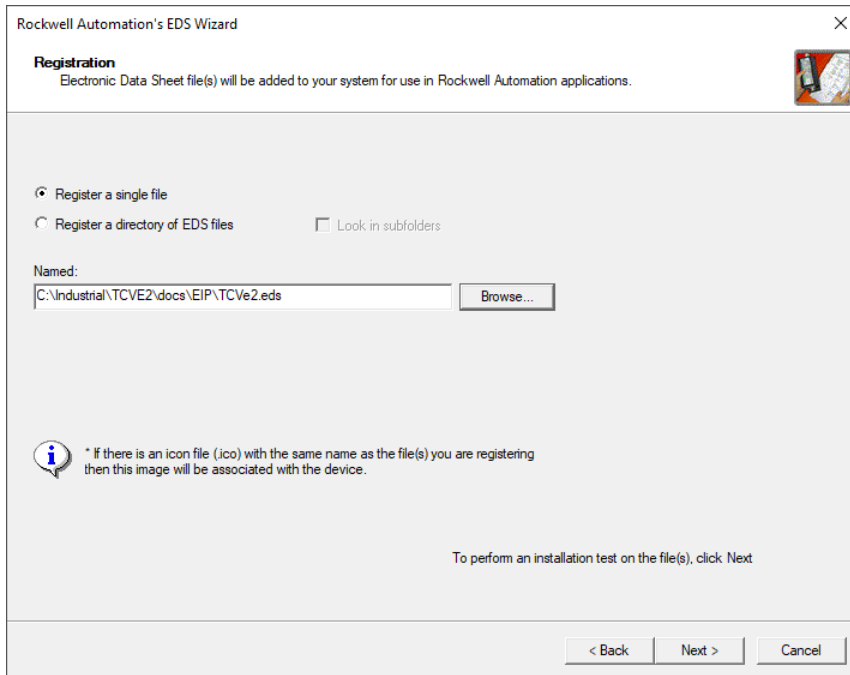 Rockwell Automation's EDS Wizard
Registration
Electronic Data Sheet file(s) will be added to your system for use in Rockwell Automation applications.
Register a single file
Register a directory of EDS files
Look in subfolders
Named:
C:\Industrial\TCVE2\docs\EIP\TCVe2.eds
Browse...
* If there is an icon file (.ico) with the same name as the file(s) you are registering
then this image will be associated with the device.
To perform an installation test on the file(s), click Next
< Back
Next >
Cancel